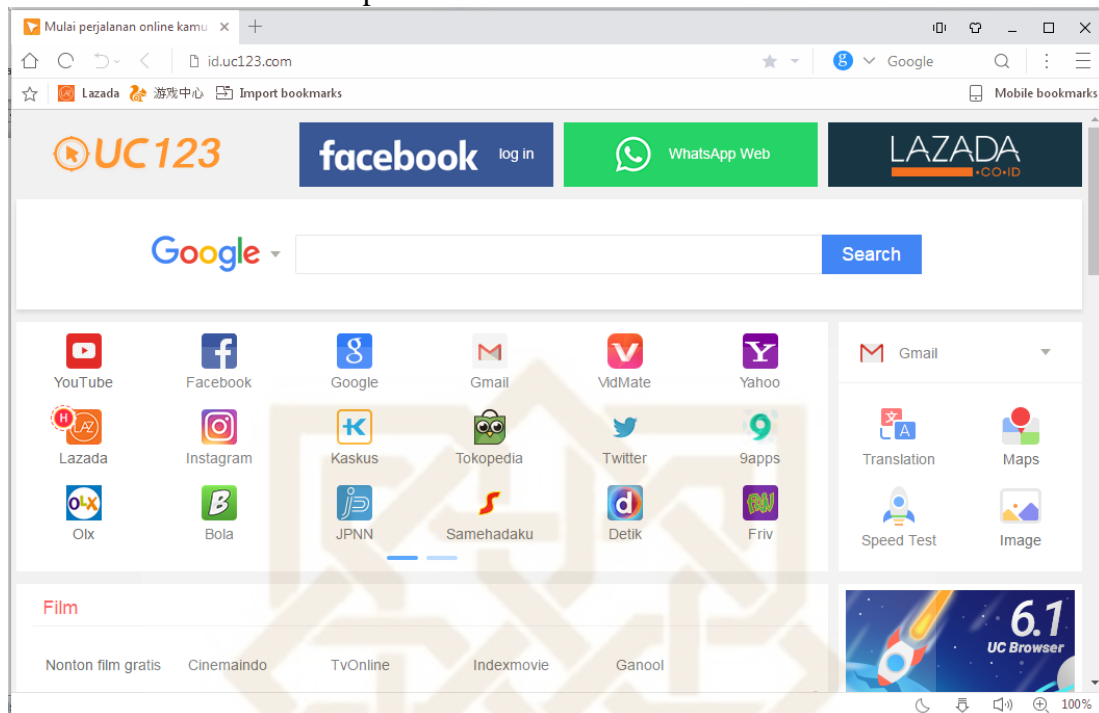 Mulai perjalanan online kamu
id.uc123.com
Google
Lazada 游戏中心 Import bookmarks
Mobile bookmarks
UC123
facebook log in
WhatsApp Web
LAZADA
.CO.ID
Google
Search
YouTube Facebook Google Gmail VidMate Yahoo
Lazada Instagram Kaskus Tokopedia Twitter 9apps
Olx Bola JPNN Samehadaku Detik Friv
Gmail
Translation Maps
Speed Test Image
Film
Nonton film gratis Cinemaindo TvOnline Indexmovie Ganool
6.1
UC Browser
100%